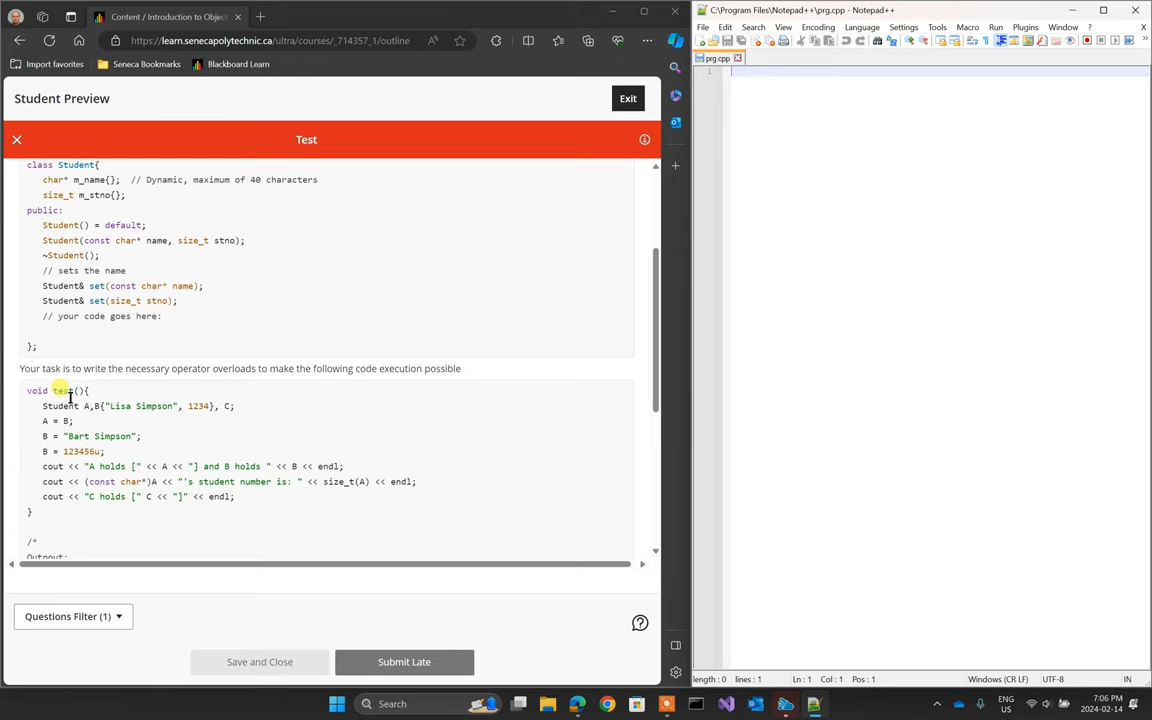 Content / Introduction to Object
https://learn.senecapolytechnic.ca/ultra/courses/_714357_1/outline
Import favorites
Seneca Bookmarks
Blackboard Learn
Student Preview
Exit
Test
class Student{
char* m_name{};  // Dynamic, maximum of 40 characters
size_t m_stno{};
public:
Student() = default;
Student(const char* name, size_t stno);
~Student();
// sets the name
Student& set(const char* name);
Student& set(size_t stno);
// your code goes here:
};
Your task is to write the necessary operator overloads to make the following code execution possible
void test(){
Student A,B{"Lisa Simpson", 1234}, C;
A = B;
B = "Bart Simpson";
B = 123456u;
cout << "A holds [" << A << "] and B holds " << B << endl;
cout << (const char*)A << "'s student number is: " << size_t(A) << endl;
cout << "C holds [" C << "]" << endl;
}
/*
Output:
Questions Filter (1)
Save and Close
Submit Late
C:\Program Files\Notepad++\prg.cpp - Notepad++
File Edit Search View Encoding Language Settings Tools Macro Run Plugins Window ?
X
prg.cpp
1
length : 0 lines : 1
Ln : 1 Col : 1 Pos : 1
Windows (CR LF)
UTF-8
IN
Search
ENG
US
7:06 PM
2024-02-14